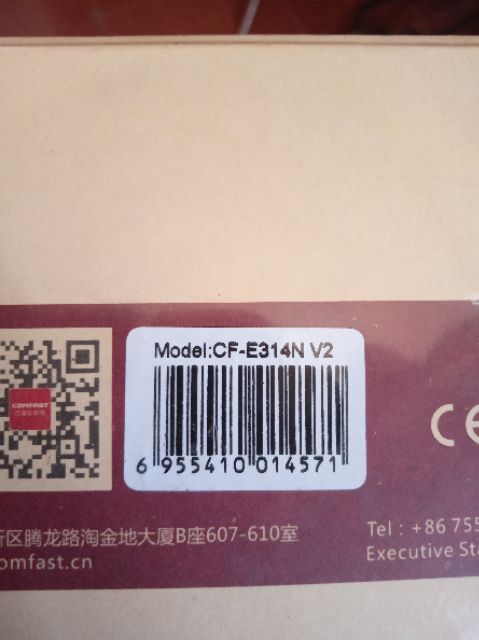 Model:CF-E314N V2
COMFAST
6 955410 014571
CE
区腾龙路淘金地大厦B座607-610室
Tel : +86 755
omfast.cn
Executive Sta